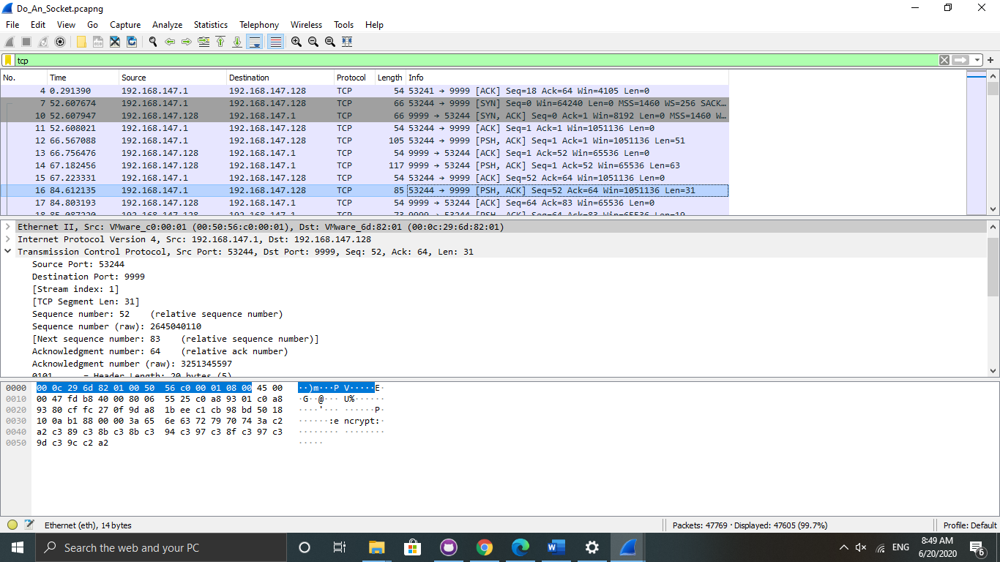 Do_An_Socket.pcapng
File Edit View Go Capture Analyze Statistics Telephony Wireless Tools Help
tcp
No. Time Source Destination Protocol Length Info
4 0.291390 192.168.147.1 192.168.147.128 TCP 54 53241 → 9999 [ACK] Seq=18 Ack=64 Win=4105 Len=0
7 52.607674 192.168.147.1 192.168.147.128 TCP 66 53244 → 9999 [SYN] Seq=0 Win=64240 Len=0 MSS=1460 WS=256 SACK…
10 52.607947 192.168.147.128 192.168.147.1 TCP 66 9999 → 53244 [SYN, ACK] Seq=0 Ack=1 Win=8192 Len=0 MSS=1460 W…
11 52.608021 192.168.147.1 192.168.147.128 TCP 54 53244 → 9999 [ACK] Seq=1 Ack=1 Win=1051136 Len=0
12 66.567088 192.168.147.1 192.168.147.128 TCP 105 53244 → 9999 [PSH, ACK] Seq=1 Ack=1 Win=1051136 Len=51
13 66.756476 192.168.147.128 192.168.147.1 TCP 54 9999 → 53244 [ACK] Seq=1 Ack=52 Win=65536 Len=0
14 67.182456 192.168.147.128 192.168.147.1 TCP 117 9999 → 53244 [PSH, ACK] Seq=1 Ack=52 Win=65536 Len=63
15 67.223331 192.168.147.1 192.168.147.128 TCP 54 53244 → 9999 [ACK] Seq=52 Ack=64 Win=1051136 Len=0
16 84.612135 192.168.147.1 192.168.147.128 TCP 85 53244 → 9999 [PSH, ACK] Seq=52 Ack=64 Win=1051136 Len=31
17 84.803193 192.168.147.128 192.168.147.1 TCP 54 9999 → 53244 [ACK] Seq=64 Ack=83 Win=65536 Len=0
18 85.087220 192.168.147.128 192.168.147.1 TCP 73 9999 → 53244 [PSH, ACK] Seq=64 Ack=83 Win=65536 Len=19
Ethernet II, Src: VMware_c0:00:01 (00:50:56:c0:00:01), Dst: VMware_6d:82:01 (00:0c:29:6d:82:01)
Internet Protocol Version 4, Src: 192.168.147.1, Dst: 192.168.147.128
Transmission Control Protocol, Src Port: 53244, Dst Port: 9999, Seq: 52, Ack: 64, Len: 31
Source Port: 53244
Destination Port: 9999
[Stream index: 1]
[TCP Segment Len: 31]
Sequence number: 52 (relative sequence number)
Sequence number (raw): 2645040110
[Next sequence number: 83 (relative sequence number)]
Acknowledgment number: 64 (relative ack number)
Acknowledgment number (raw): 3251345597
0101 .... = Header Length: 20 bytes (5)
0000 00 0c 29 6d 82 01 00 50 56 c0 00 01 08 00 45 00 ··)m···P V·····E·
0010 00 47 fd b8 40 00 80 06 55 25 c0 a8 93 01 c0 a8 ·G··@··· U%······
0020 93 80 cf fc 27 0f 9d a8 1b ee c1 cb 98 bd 50 18 ····'··· ······P·
0030 10 0a b1 88 00 00 3a 65 6e 63 72 79 70 74 3a c2 ······:e ncrypt:·
0040 a2 c3 89 c3 8b c3 8b c3 94 c3 97 c3 8f c3 97 c3 ········ ········
0050 9d c3 9c c2 a2 ·····
Ethernet (eth), 14 bytes Packets: 47769 · Displayed: 47605 (99.7%) Profile: Default
Search the web and your PC
ENG
8:49 AM
6/20/2020
6